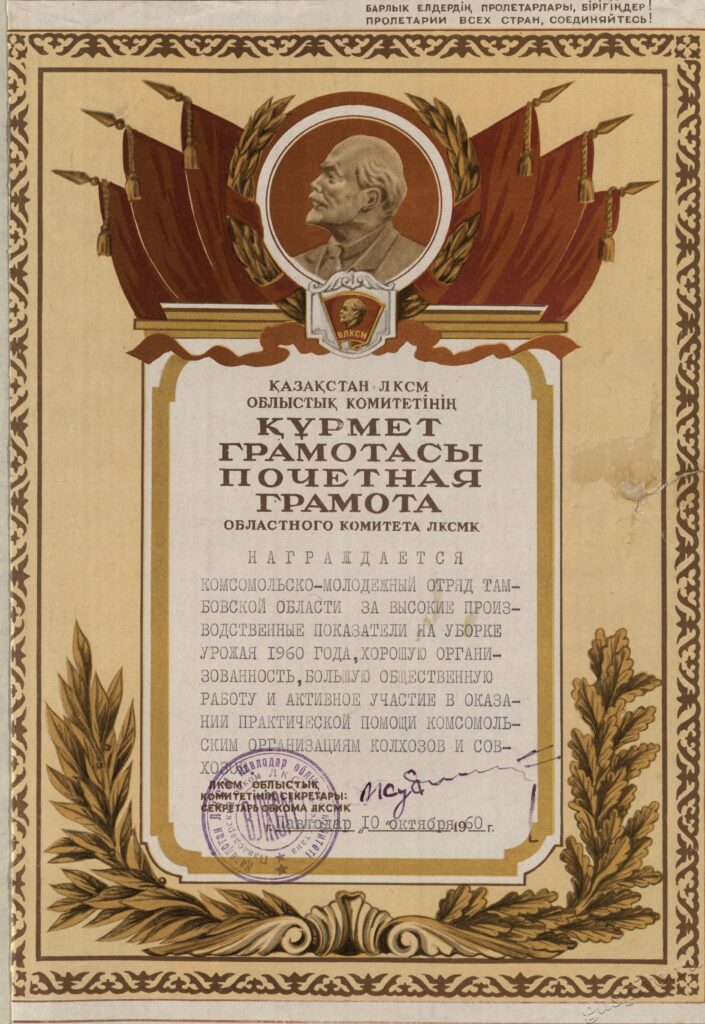 БАРЛЫК ЕЛДЕРДІҢ ПРОЛЕТАРЛАРЫ, БІРІГІҢДЕР!
ПРОЛЕТАРИИ ВСЕХ СТРАН, СОЕДИНЯЙТЕСЬ!
ВЛКСМ
ҚАЗАҚСТАН ЛКСМ
ОБЛЫСТЫҚ КОМИТЕТІНІҢ
ҚҰРМЕТ
ГРАМОТАСЫ
ПОЧЕТНАЯ
ГРАМОТА
ОБЛАСТНОГО КОМИТЕТА ЛКСМК
НАГРАЖДАЕТСЯ
КОМСОМОЛЬСКО-МОЛОДЕЖНЫЙ ОТРЯД ТАМ-
БОВСКОЙ ОБЛАСТИ ЗА ВЫСОКИЕ ПРОИЗ-
ВОДСТВЕННЫЕ ПОКАЗАТЕЛИ НА УБОРКЕ
УРОЖАЯ 1960 ГОДА, ХОРОШУЮ ОРГАНИ-
ЗОВАННОСТЬ, БОЛЬШУЮ ОБЩЕСТВЕННУЮ
РАБОТУ И АКТИВНОЕ УЧАСТИЕ В ОКАЗА-
НИИ ПРАКТИЧЕСКОЙ ПОМОЩИ КОМСОМОЛЬ-
СКИМ ОРГАНИЗАЦИЯМ КОЛХОЗОВ И СОВ-
ХОЗОВ.
ЛКСМ ОБЛЫСТЫҚ
КОМИТЕТІНІҢ СЕКРЕТАРЫ:
СЕКРЕТАРЬ ОБКОМА ЛКСМК
Павлодар „10 октября" 1960 г.
ВЛКСМ